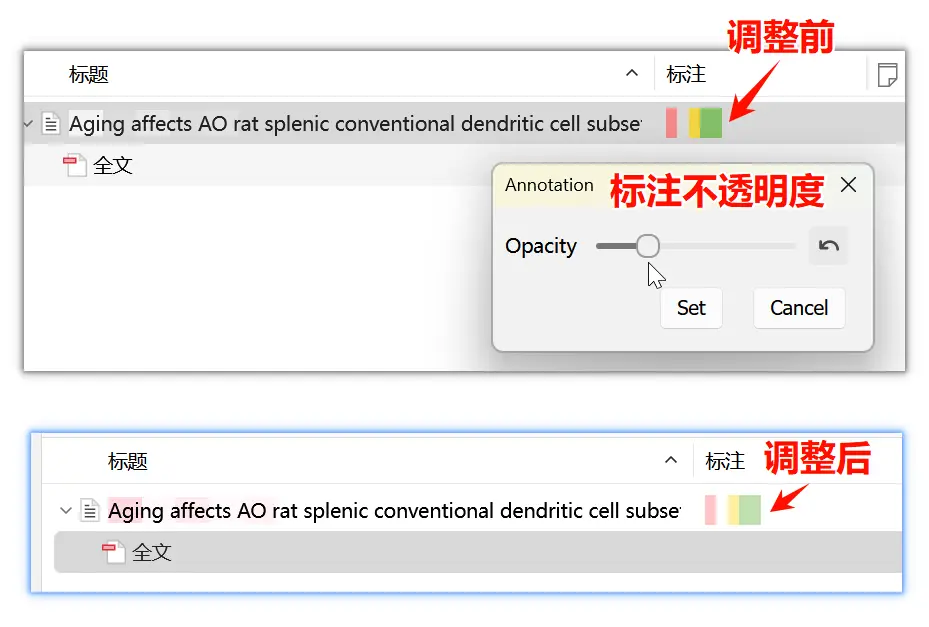 调整前
标题 标注
Aging affects AO rat splenic conventional dendritic cell subse
全文
Annotation 标注不透明度
Opacity
Set Cancel
标题 标注 调整后
Aging affects AO rat splenic conventional dendritic cell subse
全文